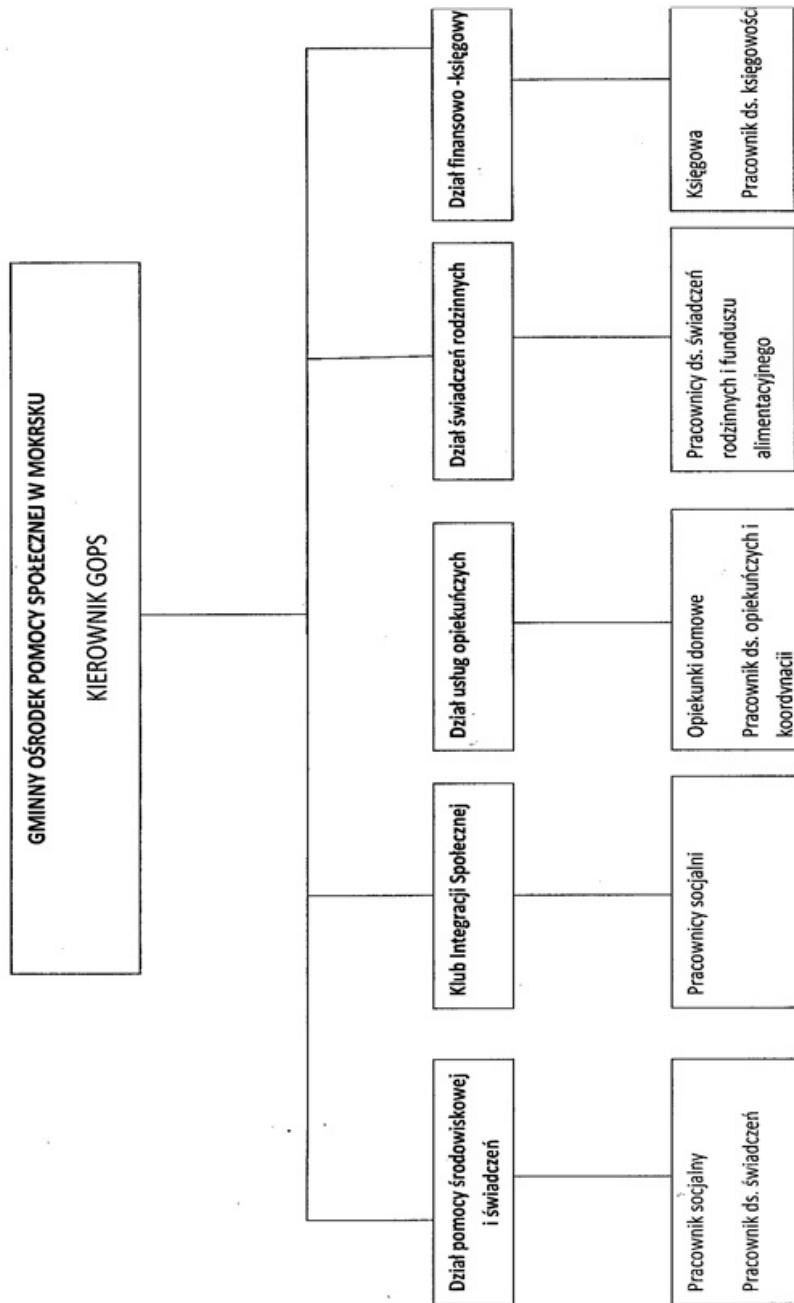 GMINNY OŚRODEK POMOCY SPOŁECZNEJ W MOKRSKU
KIEROWNIK GOPS
Dział pomocy środowiskowej
i świadczeń
Klub Integracji Społecznej
Dział usług opiekuńczych
Dział świadczeń rodzinnych
Dział finansowo -księgowy
Pracownik socjalny
Pracownik ds. świadczeń
Pracownicy socjalni
Opiekunki domowe
Pracownik ds. opiekuńczych i
koordynacji
Pracownicy ds. świadczeń
rodzinnych i funduszu
alimentacyjnego
Księgowa
Pracownik ds. księgowości